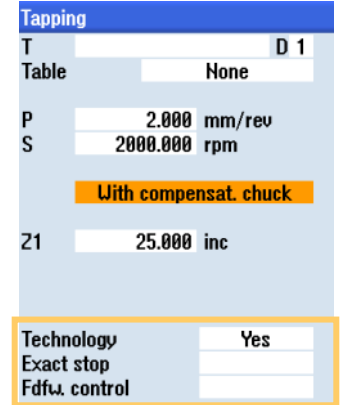 Tapping
T D 1
Table None
P 2.000 mm/rev
S 2000.000 rpm
With compensat. chuck
Z1 25.000 inc
Technology Yes
Exact stop
Fdfw. control